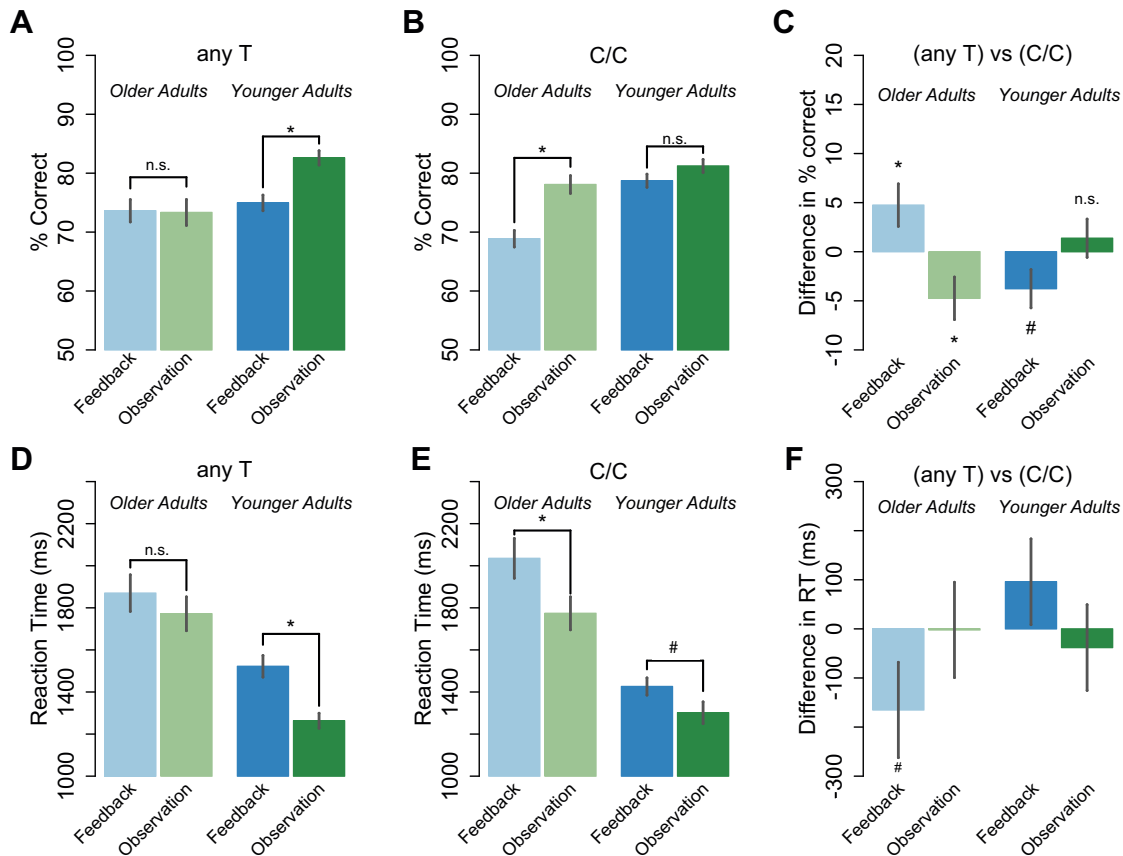 A
any T
Older Adults
Younger Adults
% Correct
100
90
80
70
60
50
n.s.
*
Feedback
Observation
Feedback
Observation
B
C/C
Older Adults
Younger Adults
% Correct
100
90
80
70
60
50
*
n.s.
Feedback
Observation
Feedback
Observation
C
(any T) vs (C/C)
Older Adults
Younger Adults
Difference in % correct
20
15
10
5
0
-5
-10
*
*
#
n.s.
Feedback
Observation
Feedback
Observation
D
any T
Older Adults
Younger Adults
Reaction Time (ms)
2200
1800
1400
1000
n.s.
*
Feedback
Observation
Feedback
Observation
E
C/C
Older Adults
Younger Adults
Reaction Time (ms)
2200
1800
1400
1000
*
#
Feedback
Observation
Feedback
Observation
F
(any T) vs (C/C)
Older Adults
Younger Adults
Difference in RT (ms)
300
100
0
-100
-300
#
Feedback
Observation
Feedback
Observation